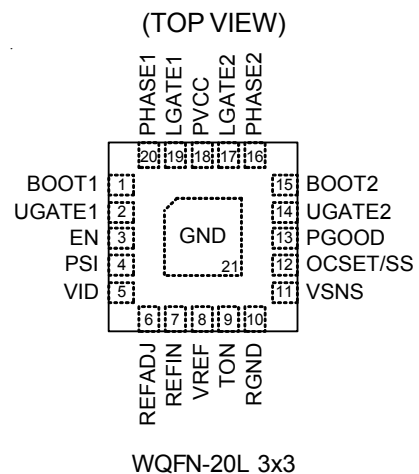 (TOP VIEW)
PHASE1
LGATE1
PVCC
LGATE2
PHASE2
20 19 18 17 16
BOOT1 1 15 BOOT2
UGATE1 2 14 UGATE2
EN 3 GND 13 PGOOD
PSI 4 21 12 OCSET/SS
VID 5 11 VSNS
6 7 8 9 10
REFADJ
REFIN
VREF
TON
RGND
WQFN-20L 3x3